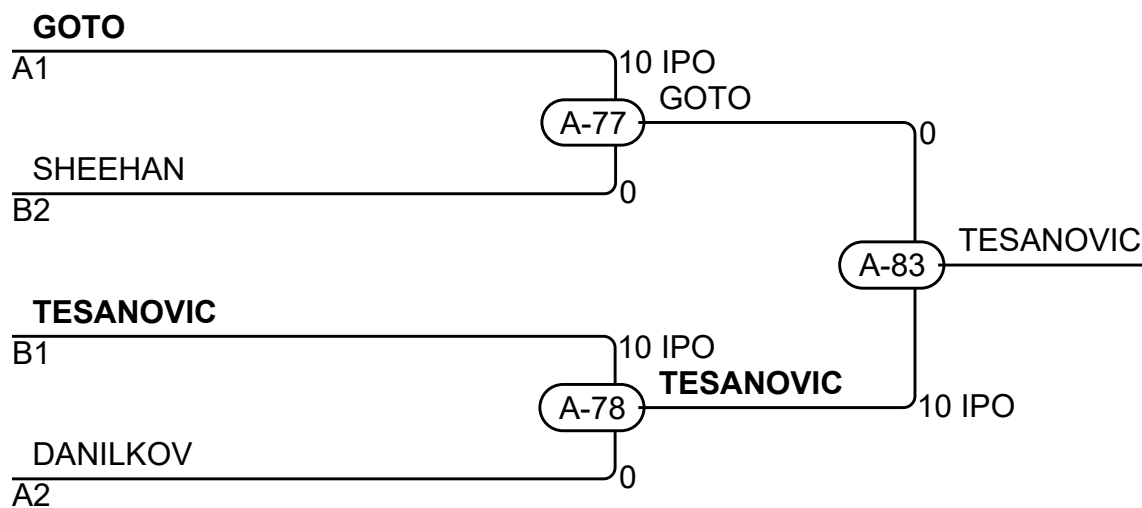 GOTO
A1
10 IPO
GOTO
A-77
0
SHEEHAN
0
B2
TESANOVIC
A-83
TESANOVIC
B1
10 IPO
TESANOVIC
A-78
10 IPO
DANILKOV
0
A2